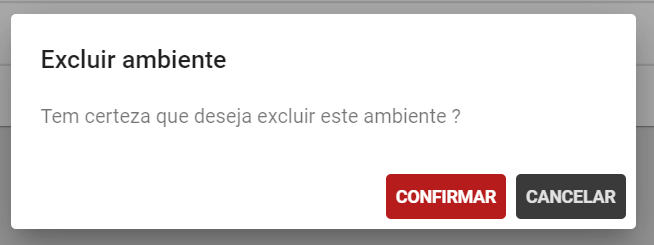 Excluir ambiente
Tem certeza que deseja excluir este ambiente ?
CONFIRMAR
CANCELAR